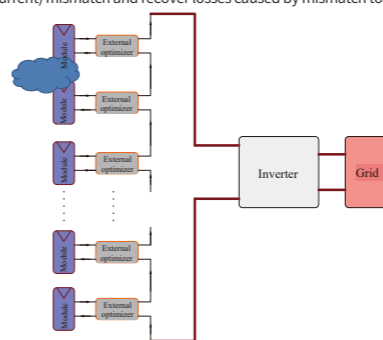 urrent) mismatch and recover losses caused by mismatch to
Module
External
optimizer
Module
External
optimizer
Module
External
optimizer
Inverter
Grid
Module
External
optimizer
Module
External
optimizer